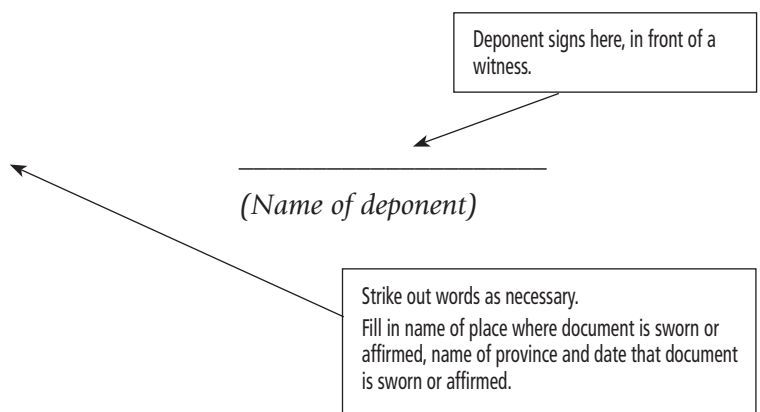 Deponent signs here, in front of a
witness.
(Name of deponent)
Strike out words as necessary.
Fill in name of place where document is sworn or
affirmed, name of province and date that document
is sworn or affirmed.